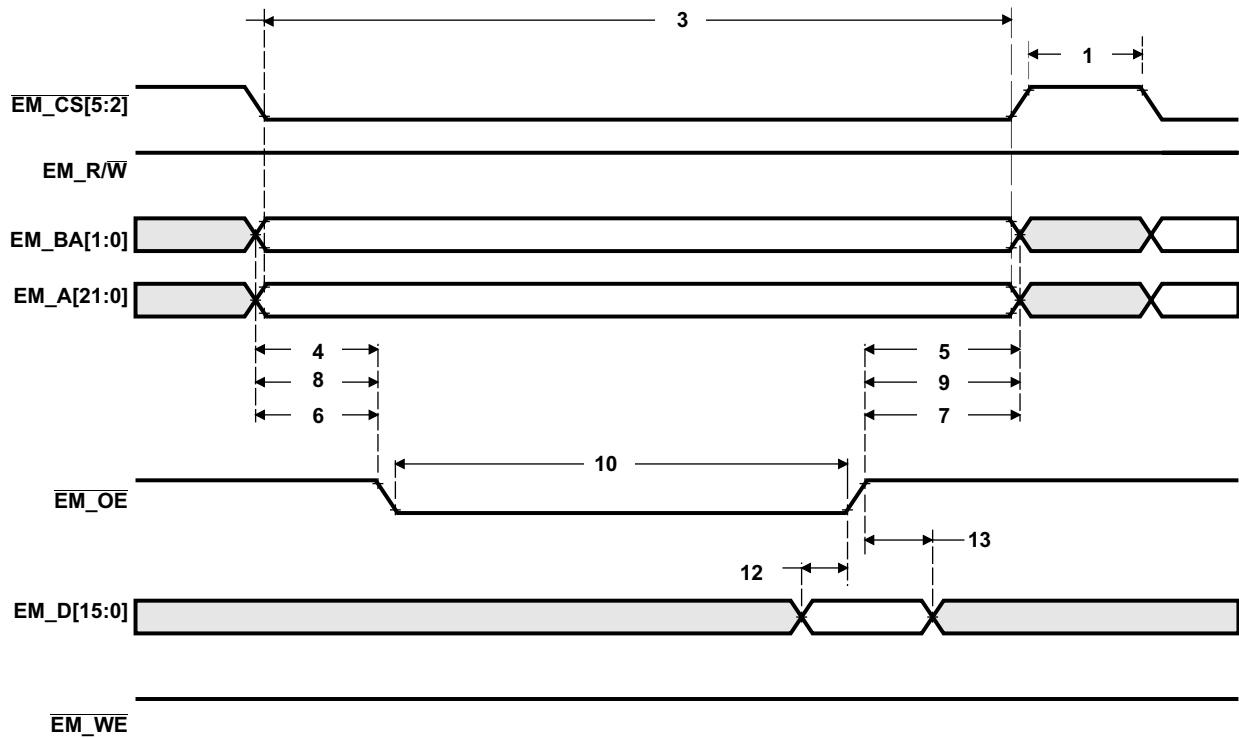 3
1
EM_CS[5:2]
EM_R/W
EM_BA[1:0]
EM_A[21:0]
4 5
8 9
6 7
10
EM_OE
13
12
EM_D[15:0]
EM_WE